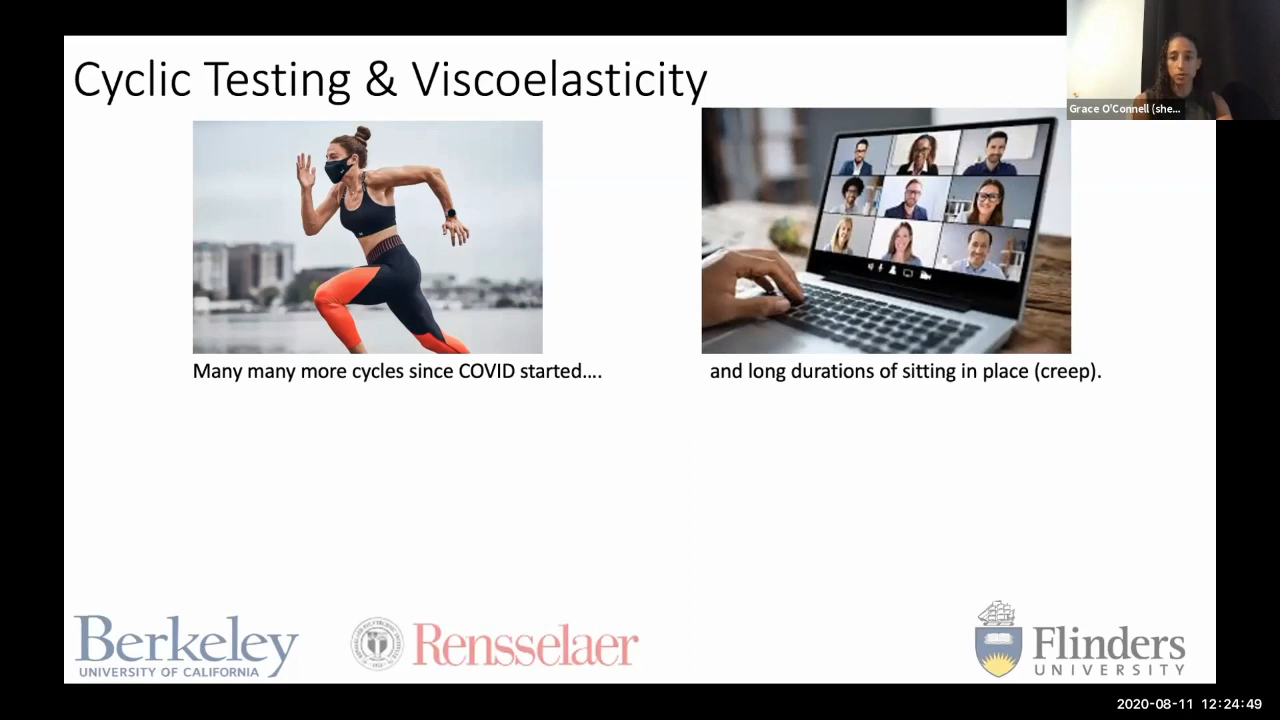 Cyclic Testing & Viscoelasticity
Grace O'Connell (she...
Many many more cycles since COVID started....
and long durations of sitting in place (creep).
Berkeley
UNIVERSITY OF CALIFORNIA
Rensselaer
Flinders
UNIVERSITY
2020-08-11 12:24:49